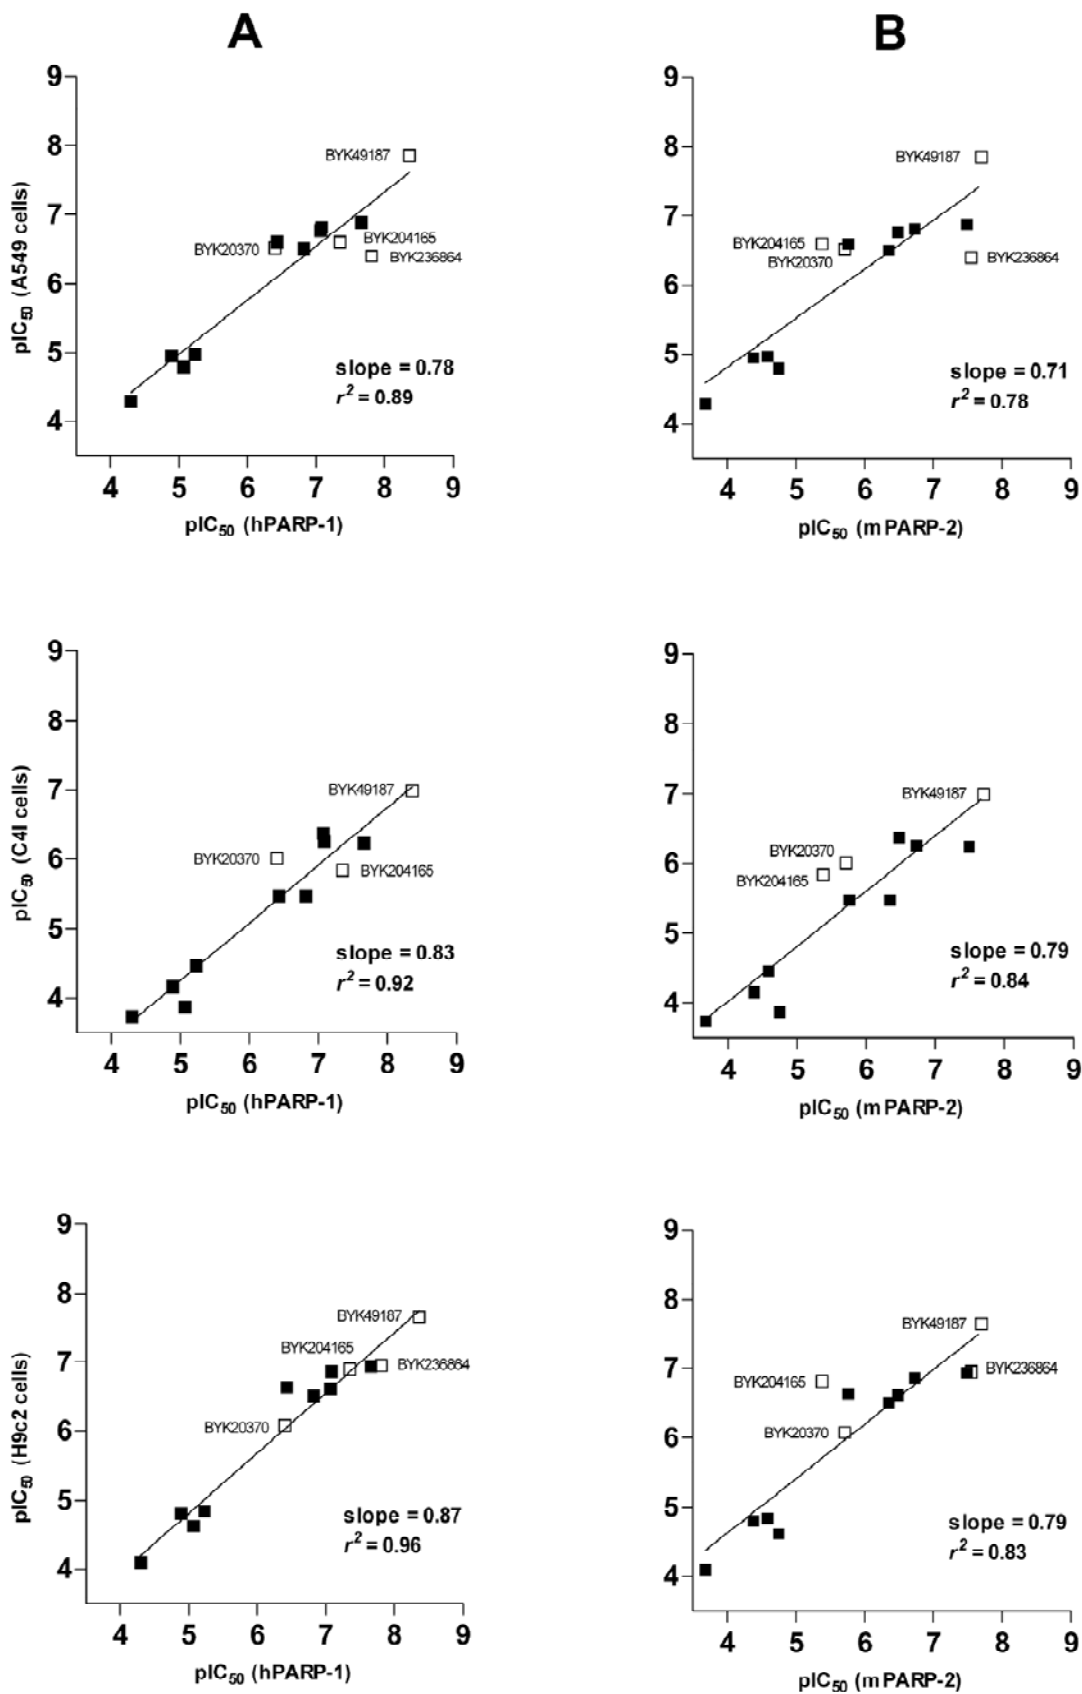 A
9
8
7
6
5
4
pIC50 (A549 cells)
BYK49187
BYK20370
BYK204165
BYK236864
slope = 0.78
r2 = 0.89
4 5 6 7 8 9
pIC50 (hPARP-1)
B
9
8
7
6
5
4
BYK49187
BYK204165
BYK20370
BYK236864
slope = 0.71
r2 = 0.78
4 5 6 7 8 9
pIC50 (mPARP-2)
9
8
7
6
5
4
pIC50 (C4I cells)
BYK49187
BYK20370
BYK204165
slope = 0.83
r2 = 0.92
4 5 6 7 8 9
pIC50 (hPARP-1)
9
8
7
6
5
4
BYK49187
BYK20370
BYK204165
slope = 0.79
r2 = 0.84
4 5 6 7 8 9
pIC50 (mPARP-2)
9
8
7
6
5
4
pIC50 (H9c2 cells)
BYK49187
BYK204165
BYK236864
BYK20370
slope = 0.87
r2 = 0.96
4 5 6 7 8 9
pIC50 (hPARP-1)
9
8
7
6
5
4
BYK49187
BYK236864
BYK204165
BYK20370
slope = 0.79
r2 = 0.83
4 5 6 7 8 9
pIC50 (mPARP-2)